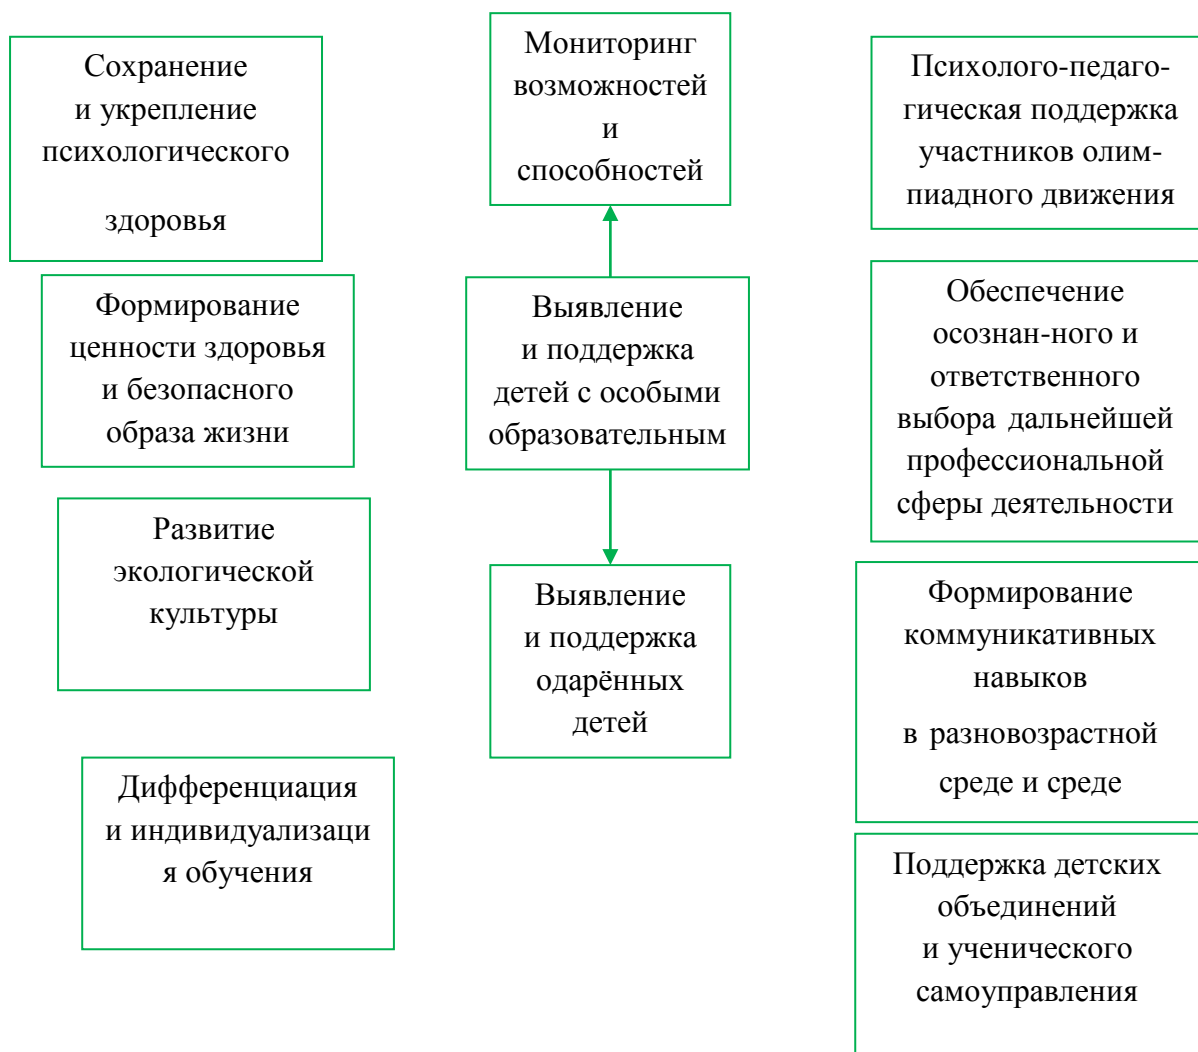 Сохранение
и укрепление
психологического
здоровья
Формирование
ценности здоровья
и безопасного
образа жизни
Развитие
экологической
культуры
Дифференциация
и индивидуализаци
я обучения
Мониторинг
возможностей
и
способностей
Выявление
и поддержка
детей с особыми
образовательным
Выявление
и поддержка
одарённых
детей
Психолого-педаго-
гическая поддержка
участников олим-
пиадного движения
Обеспечение
осознан-ного и
ответственного
выбора дальнейшей
профессиональной
сферы деятельности
Формирование
коммуникативных
навыков
в разновозрастной
среде и среде
Поддержка детских
объединений
и ученического
самоуправления